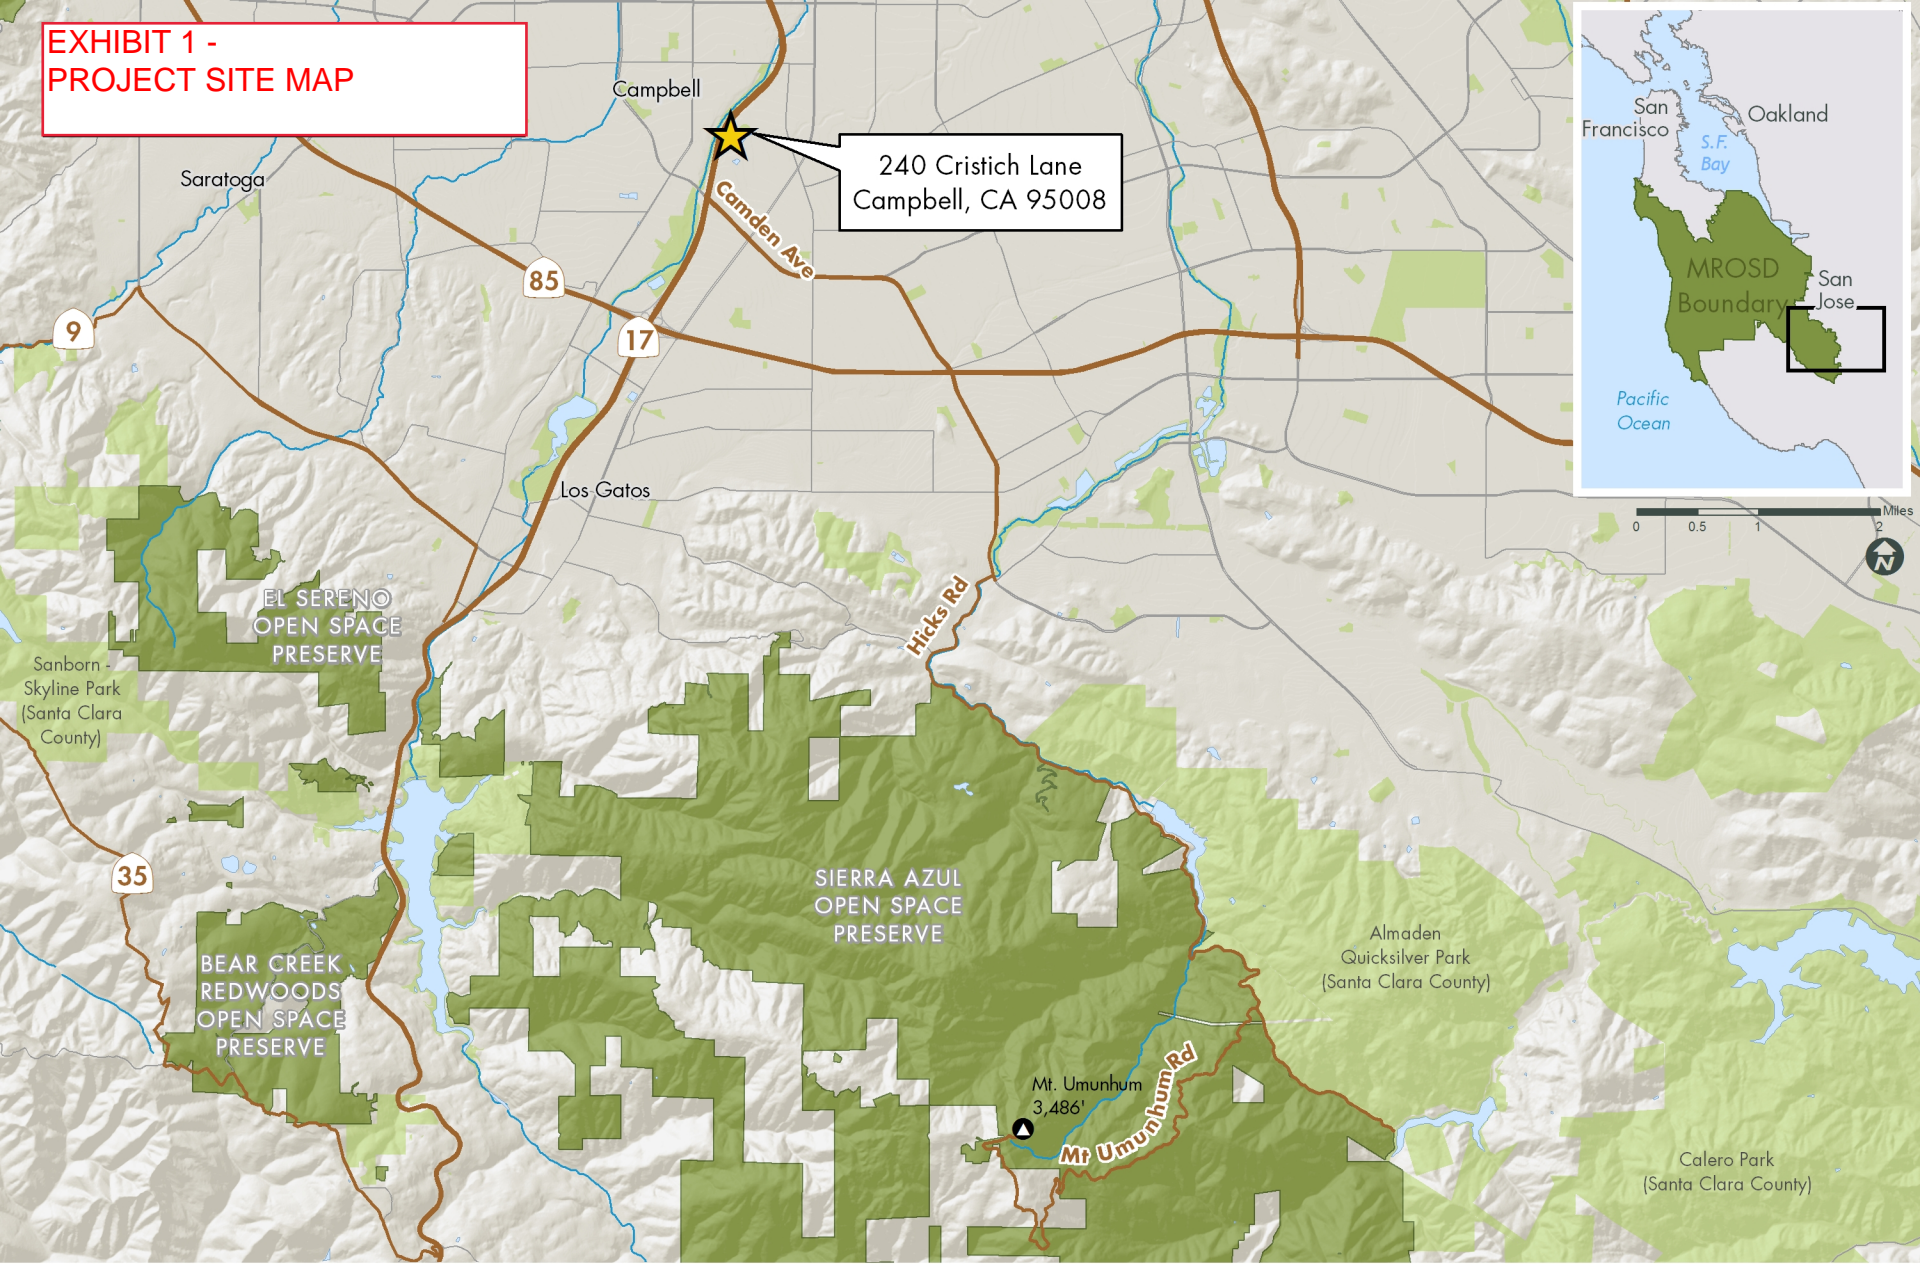 EXHIBIT 1 -
PROJECT SITE MAP
Campbell
240 Cristich Lane
Campbell, CA 95008
Saratoga
Camden Ave
85
9
17
Los Gatos
San
Francisco
Oakland
S.F.
Bay
MROSD
Boundary
San
Jose
Pacific
Ocean
Miles
0 0.5 1 2
N
EL SERENO
OPEN SPACE
PRESERVE
Hicks Rd
Sanborn -
Skyline Park
(Santa Clara
County)
35
SIERRA AZUL
OPEN SPACE
PRESERVE
Almaden
Quicksilver Park
(Santa Clara County)
BEAR CREEK
REDWOODS
OPEN SPACE
PRESERVE
Mt. Umunhum
3,486'
Mt Umunhum Rd
Calero Park
(Santa Clara County)